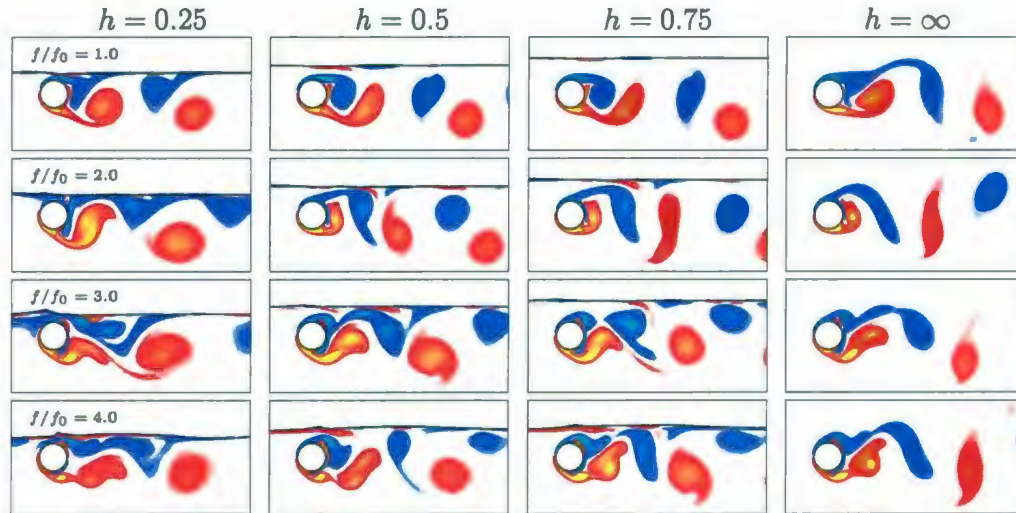 h = 0.25
h = 0.5
h = 0.75
h = ∞
f/f₀ = 1.0
f/f₀ = 2.0
f/f₀ = 3.0
f/f₀ = 4.0